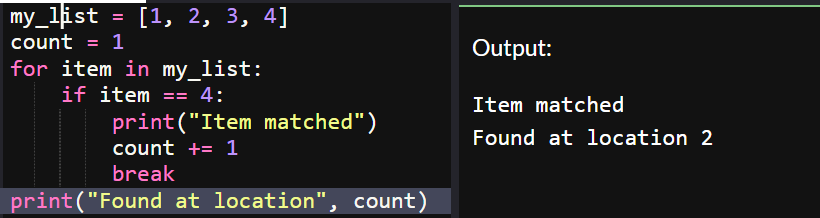 my_list = [1, 2, 3, 4]
count = 1
for item in my_list:
    if item == 4:
        print("Item matched")
        count += 1
        break
print("Found at location", count)
Output:
Item matched
Found at location 2